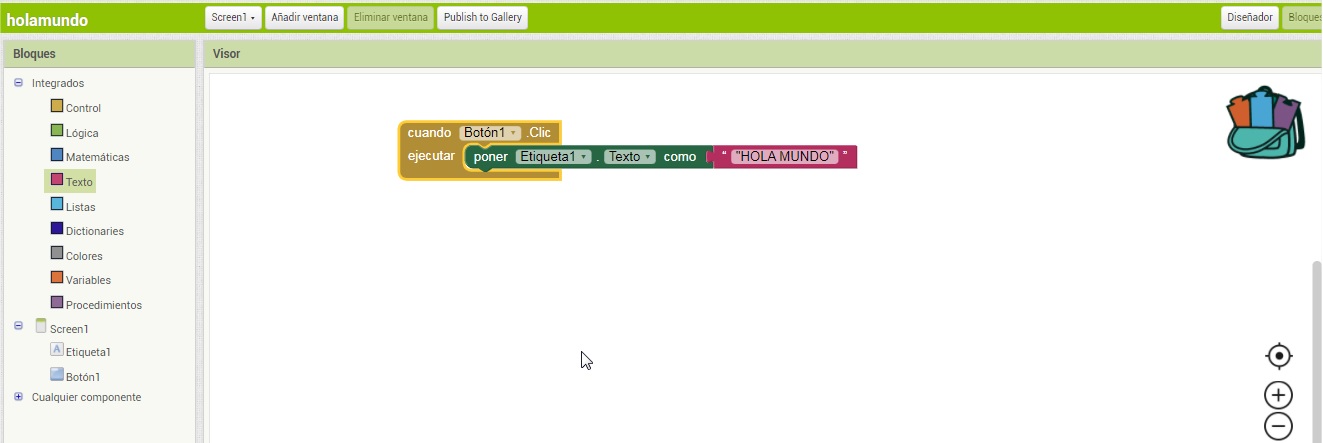 holamundo
Screen1 Añadir ventana Eliminar ventana Publish to Gallery Diseñador Bloques
Bloques
Visor
Integrados
Control
Lógica
Matemáticas
Texto
Listas
Dictionaries
Colores
Variables
Procedimientos
Screen1
A Etiqueta1
Botón1
Cualquier componente
cuando Botón1 .Clic
ejecutar poner Etiqueta1 . Texto como “ "HOLA MUNDO" ”